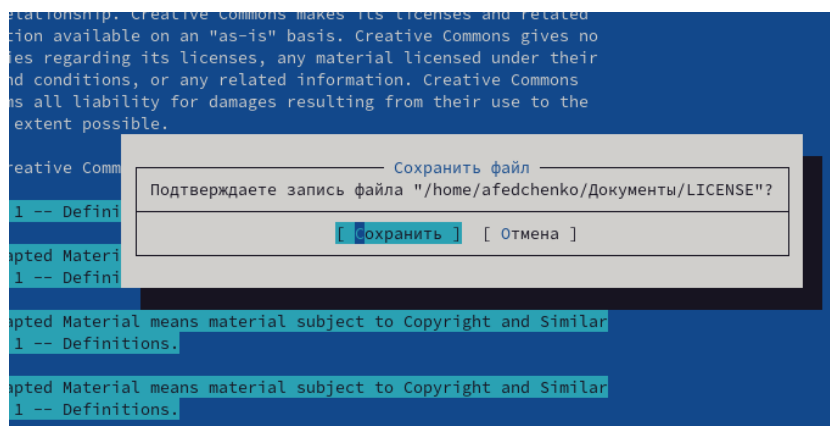 elationship. Creative Commons makes its licenses and related
tion available on an "as-is" basis. Creative Commons gives no
ies regarding its licenses, any material licensed under their
nd conditions, or any related information. Creative Commons
ms all liability for damages resulting from their use to the
extent possible.
reative Comm
Сохранить файл
Подтверждаете запись файла "/home/afedchenko/Документы/LICENSE"?
1 -- Defini
[ Сохранить ] [ Отмена ]
apted Materi
1 -- Defini
apted Material means material subject to Copyright and Similar
1 -- Definitions.
apted Material means material subject to Copyright and Similar
1 -- Definitions.